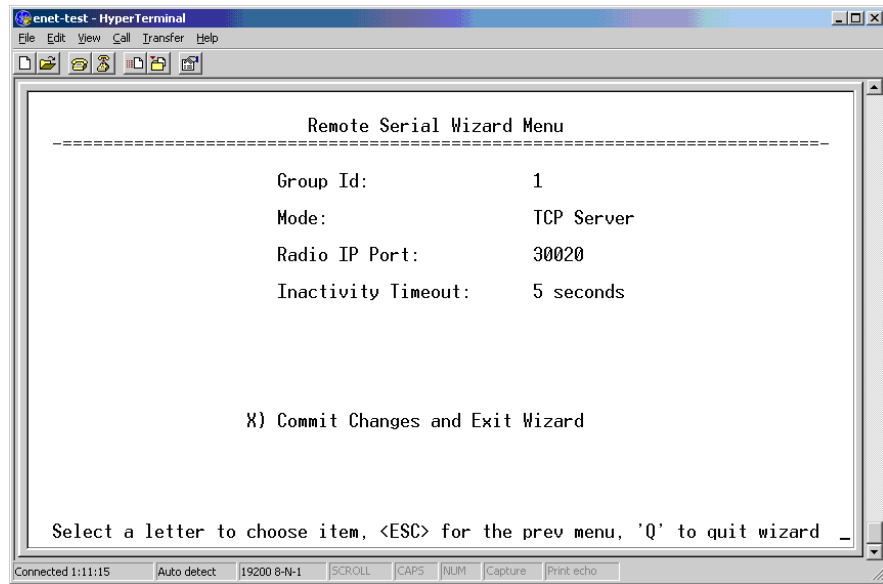 enet-test - HyperTerminal
File Edit View Call Transfer Help
Remote Serial Wizard Menu
-==========================================================================-
Group Id: 1
Mode: TCP Server
Radio IP Port: 30020
Inactivity Timeout: 5 seconds
X) Commit Changes and Exit Wizard
Select a letter to choose item, <ESC> for the prev menu, 'Q' to quit wizard _
Connected 1:11:15 Auto detect 19200 8-N-1 SCROLL CAPS NUM Capture Print echo